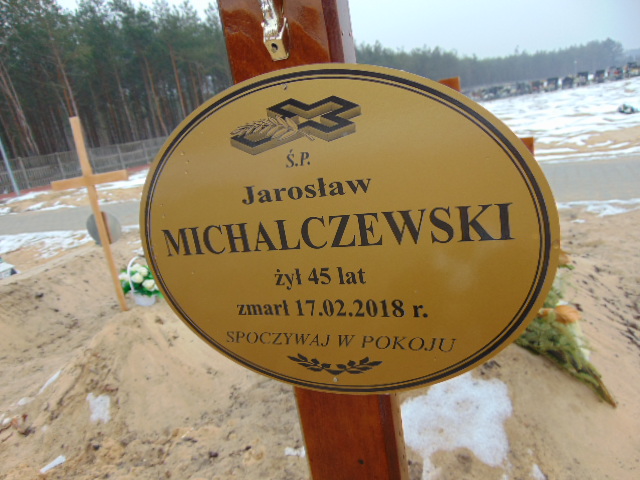 Ś.P.
Jarosław
MICHALCZEWSKI
żył 45 lat
zmarł 17.02.2018 r.
SPOCZYWAJ W POKOJU